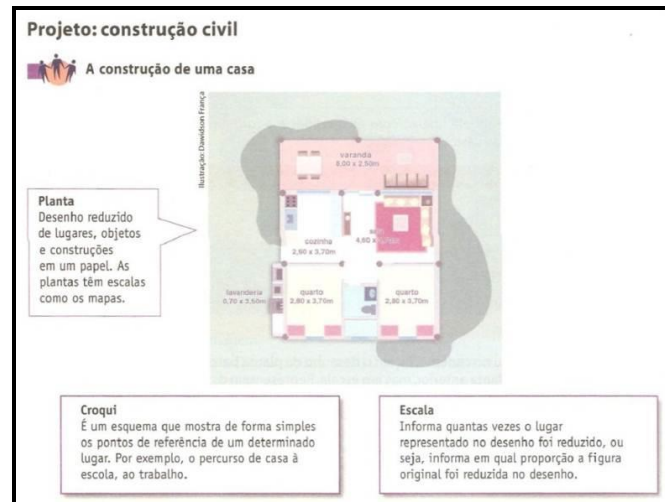 Projeto: construção civil
A construção de uma casa
Ilustração: Dawidson França
Planta
Desenho reduzido
de lugares, objetos
e construções
em um papel. As
plantas têm escalas
como os mapas.
varanda
8,00 x 2,50m
cozinha
2,90 x 3,70m
lavanderia
0,70 x 3,50m
quarto
2,80 x 3,70m
quarto
2,80 x 3,70m
Croqui
É um esquema que mostra de forma simples
os pontos de referência de um determinado
lugar. Por exemplo, o percurso de casa à
escola, ao trabalho.
Escala
Informa quantas vezes o lugar
representado no desenho foi reduzido, ou
seja, informa em qual proporção a figura
original foi reduzida no desenho.